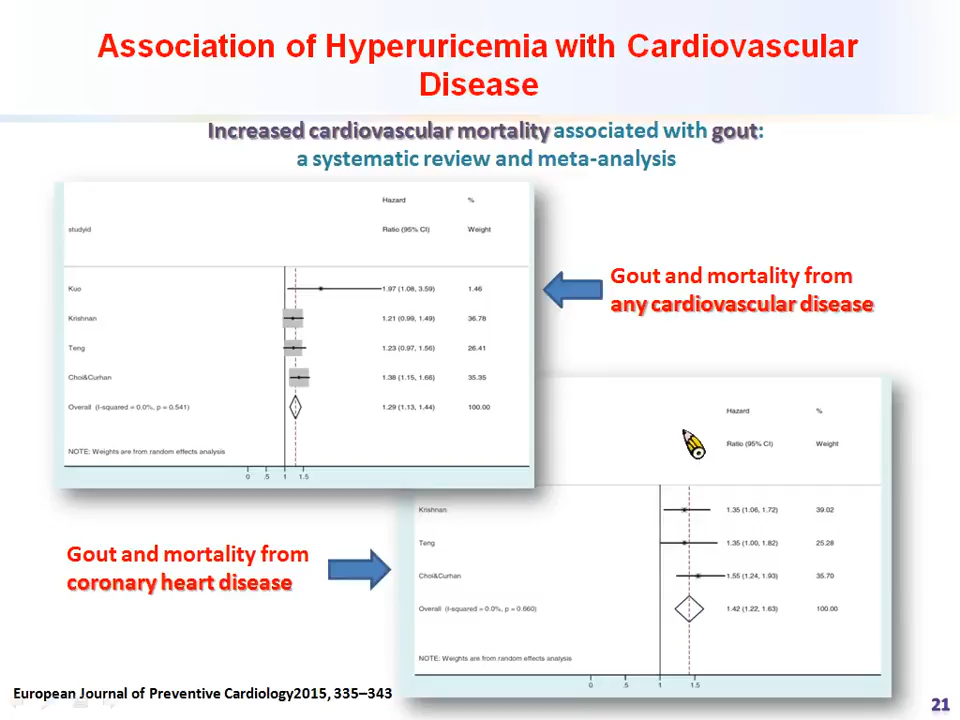 Association of Hyperuricemia with Cardiovascular
Disease
Increased cardiovascular mortality associated with gout:
a systematic review and meta-analysis
Hazard %
studyid Ratio (95% CI) Weight
Kuo 1.97 (1.08, 3.59) 1.46
Krishnan 1.21 (0.99, 1.49) 36.78
Teng 1.23 (0.97, 1.56) 26.41
Choi&Curhan 1.38 (1.15, 1.66) 35.35
Overall (I-squared = 0.0%, p = 0.541) 1.29 (1.13, 1.44) 100.00
NOTE: Weights are from random effects analysis
0 .5 1 1.5
Gout and mortality from
any cardiovascular disease
Hazard %
Ratio (95% CI) Weight
Krishnan 1.35 (1.06, 1.72) 39.02
Teng 1.35 (1.00, 1.82) 25.28
Choi&Curhan 1.55 (1.24, 1.93) 35.70
Overall (I-squared = 0.0%, p = 0.660) 1.42 (1.22, 1.63) 100.00
NOTE: Weights are from random effects analysis
0 .5 1 1.5
Gout and mortality from
coronary heart disease
European Journal of Preventive Cardiology2015, 335–343
21